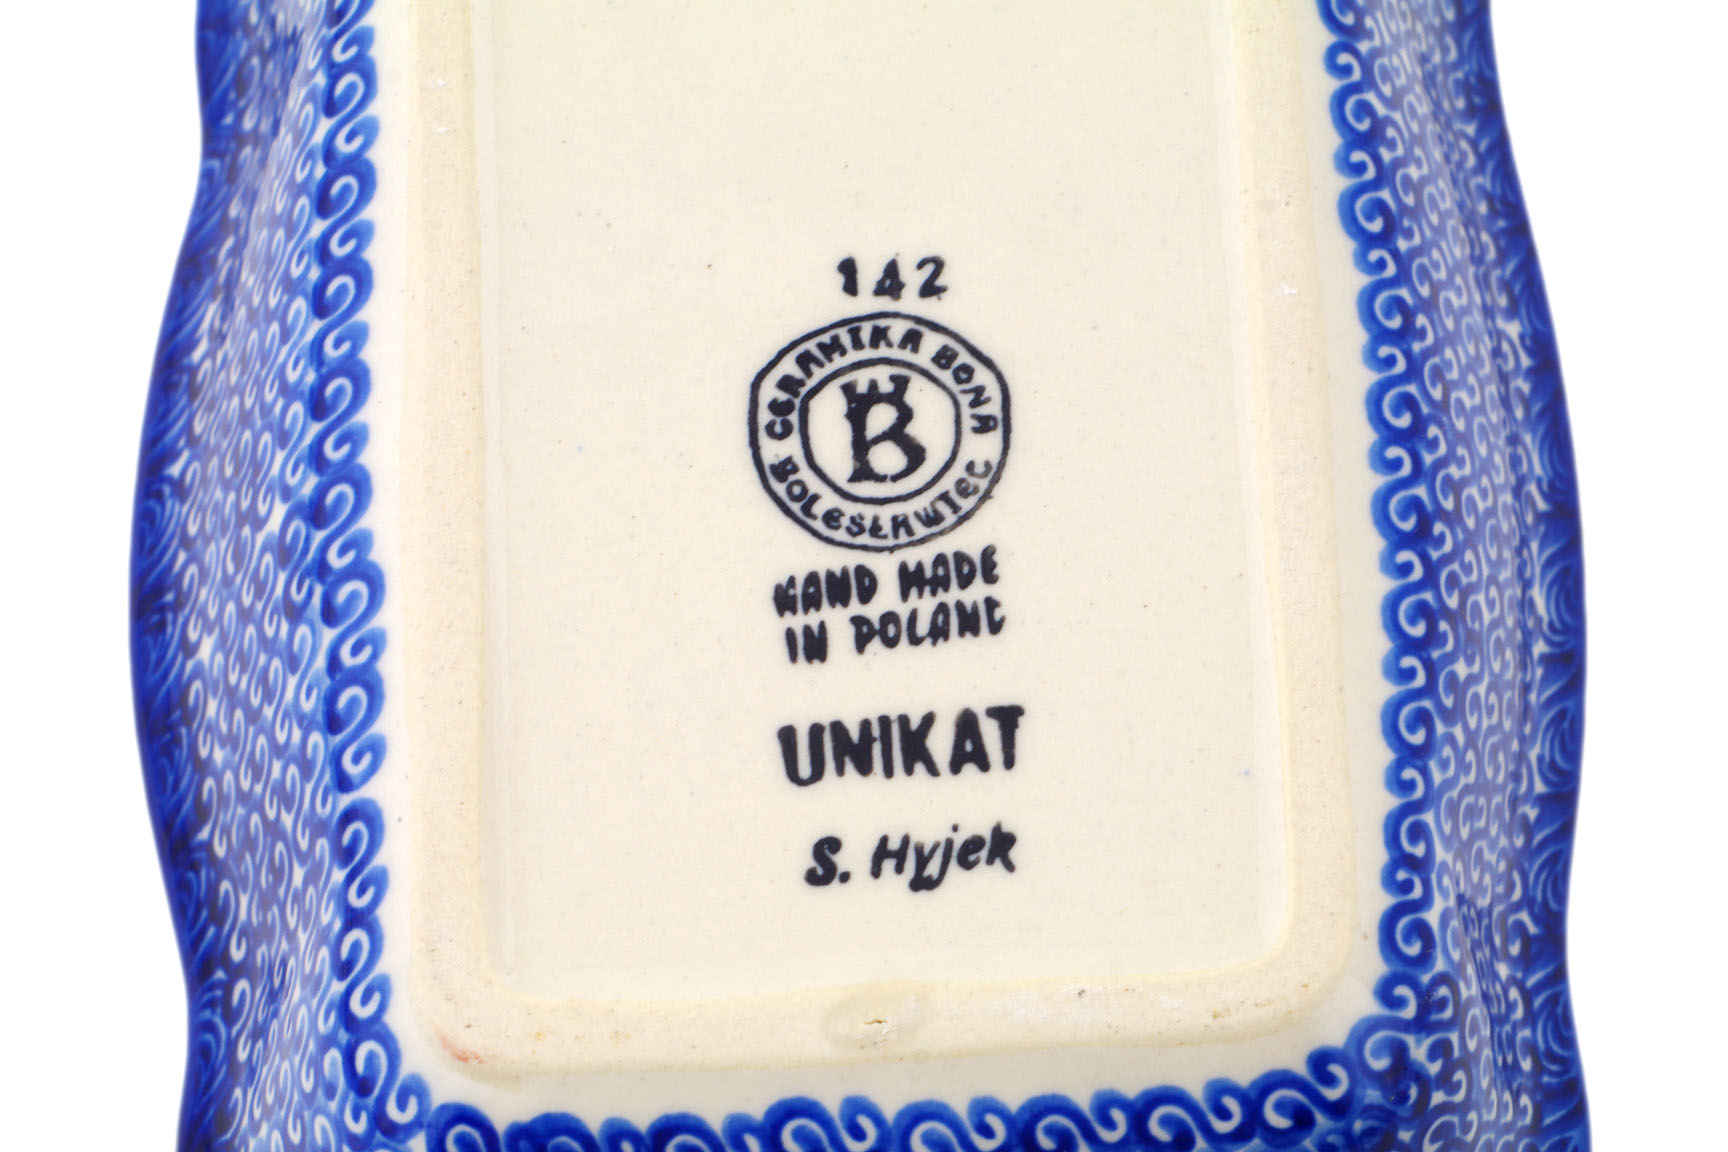 142
CERAMIKA BONA
B
BOLESŁAWIEC
HAND MADE
IN POLAND
UNIKAT
S. Hyjek